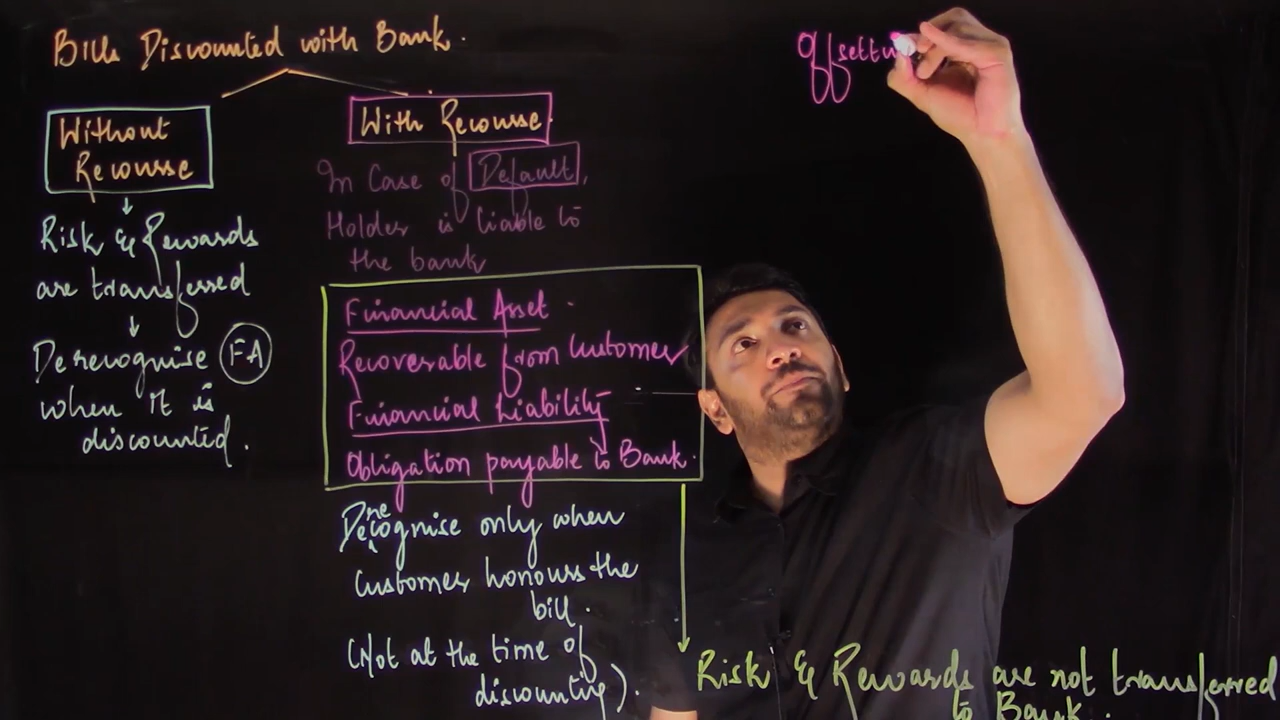 Bills Discounted with Bank.
Without
Recourse
Risk & Rewards
are transferred
Derecognise FA
when it is
discounted.
With Recourse.
In Case of Default,
Holder is liable to
the bank
Financial Asset.
Recoverable from Customer
Financial Liability
Obligation payable to Bank.
Derecognise only when
Customer honours the
bill.
(Not at the time of
discounting).
Risk & Rewards are not transferred
to Bank.
Offsetti